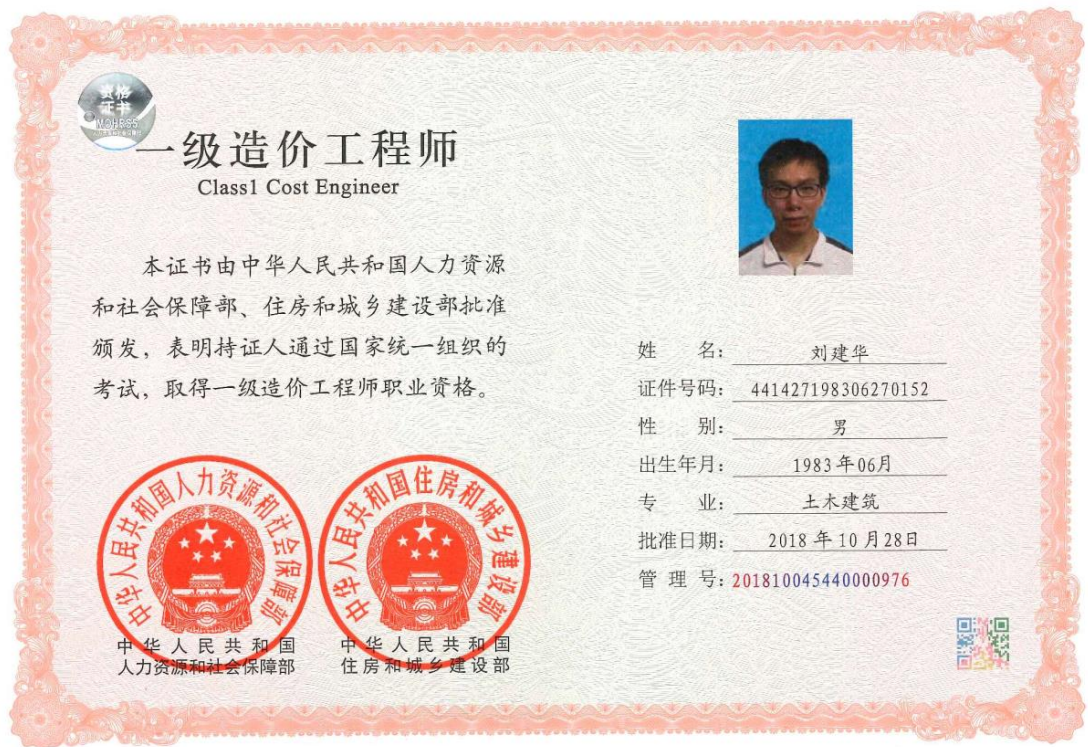 资格
证书
MOHRSS
一级造价工程师
Class1 Cost Engineer
本证书由中华人民共和国人力资源
和社会保障部、住房和城乡建设部批准
颁发，表明持证人通过国家统一组织的
考试，取得一级造价工程师职业资格。
中华人民共和国人力资源和社会保障部
中华人民共和国住房和城乡建设部
中华人民共和国
人力资源和社会保障部
中华人民共和国
住房和城乡建设部
姓名：刘建华
证件号码：441427198306270152
性别：男
出生年月：1983年06月
专业：土木建筑
批准日期：2018年10月28日
管理号：201810045440000976